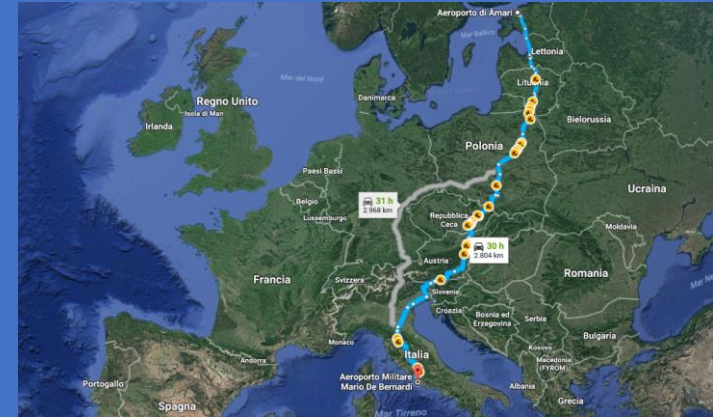 Aeroporto di Amari
Mar Baltico
Lettonia
Mar del Nord
Lituania
Danimarca
Regno Unito
Isola di Man
Bielorussia
Irlanda
Polonia
Paesi Bassi
Ucraina
31 h
2.968 km
Belgio
Lussemburgo
Repubblica
Ceca
Moldavia
30 h
2.804 km
Austria
Francia
Svizzera
Romania
Slovenia
Croazia
Bosnia ed
Erzegovina
Serbia
Monaco
Italia
Bulgaria
Kosovo
Andorra
Macedonia
(FYROM)
Aeroporto Militare
Mario De Bernardi
Albania
Portogallo
Spagna
Grecia
Mar Tirreno